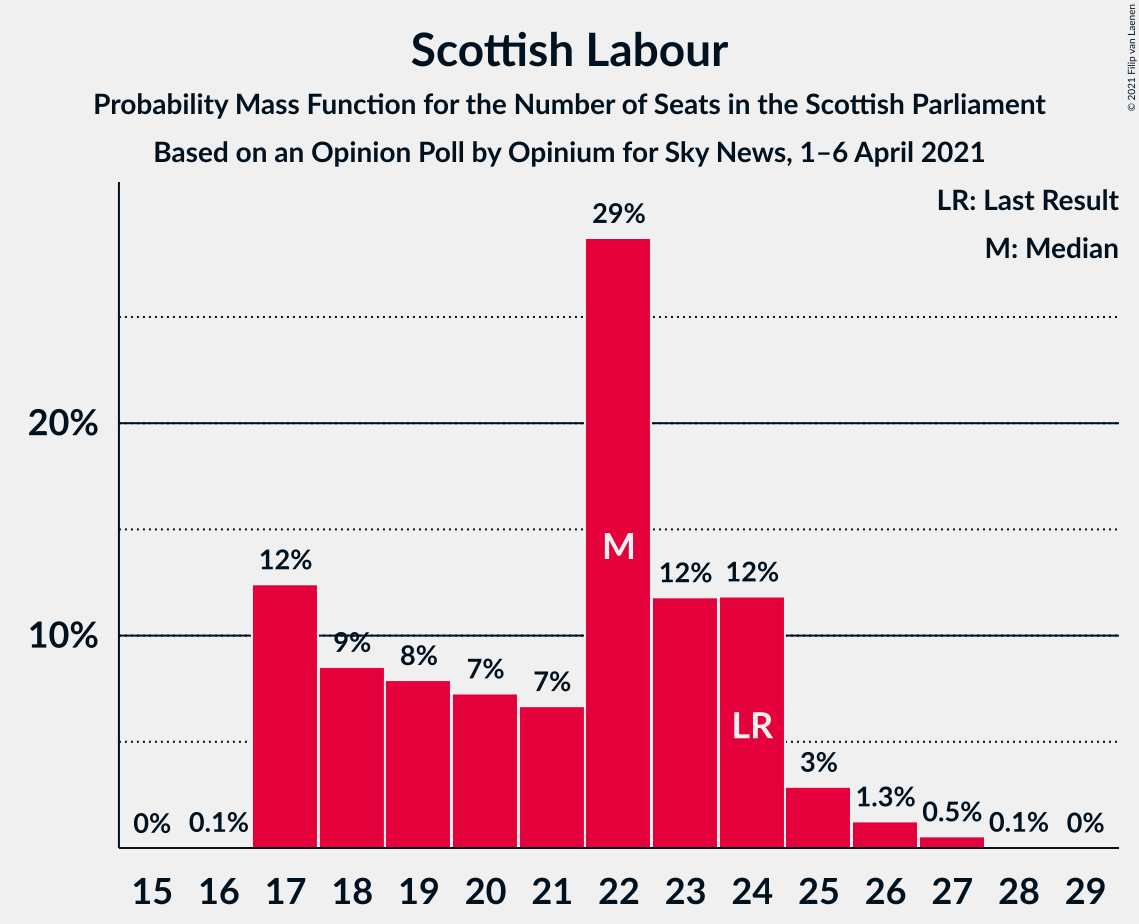 Scottish Labour
Probability Mass Function for the Number of Seats in the Scottish Parliament
Based on an Opinion Poll by Opinium for Sky News, 1–6 April 2021
© 2021 Filip van Laenen
LR: Last Result
M: Median
20%
10%
0%
0.1%
12%
9%
8%
7%
7%
29%
M
12%
12%
LR
3%
1.3%
0.5%
0.1%
0%
15 16 17 18 19 20 21 22 23 24 25 26 27 28 29